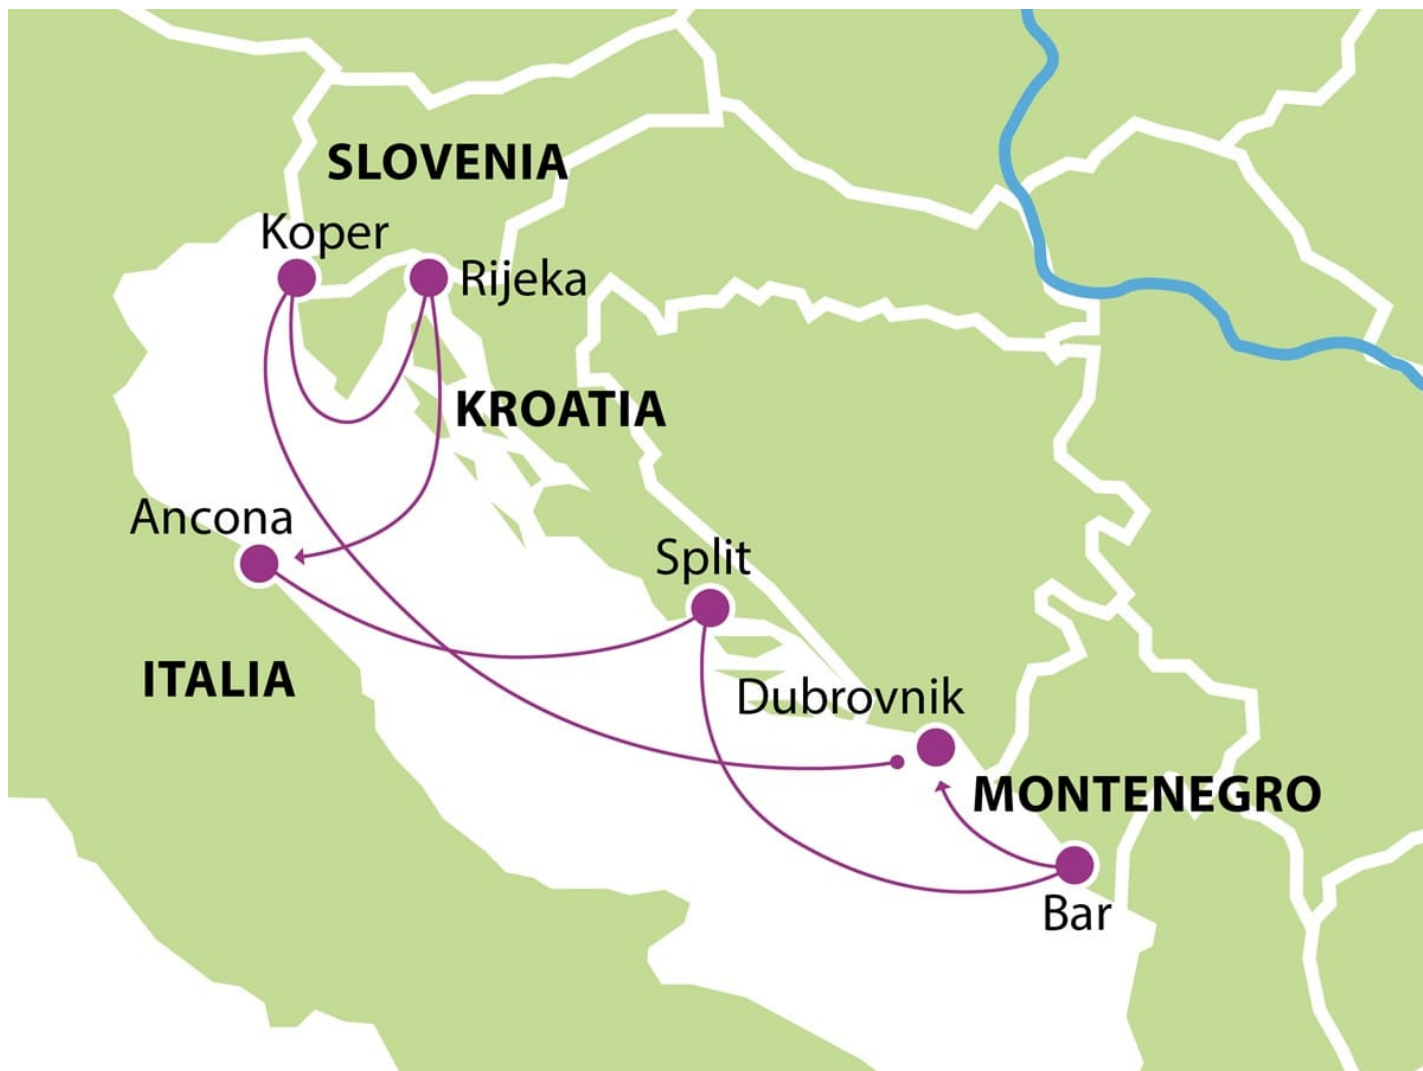 SLOVENIA
Koper
Rijeka
KROATIA
Ancona
Split
ITALIA
Dubrovnik
MONTENEGRO
Bar